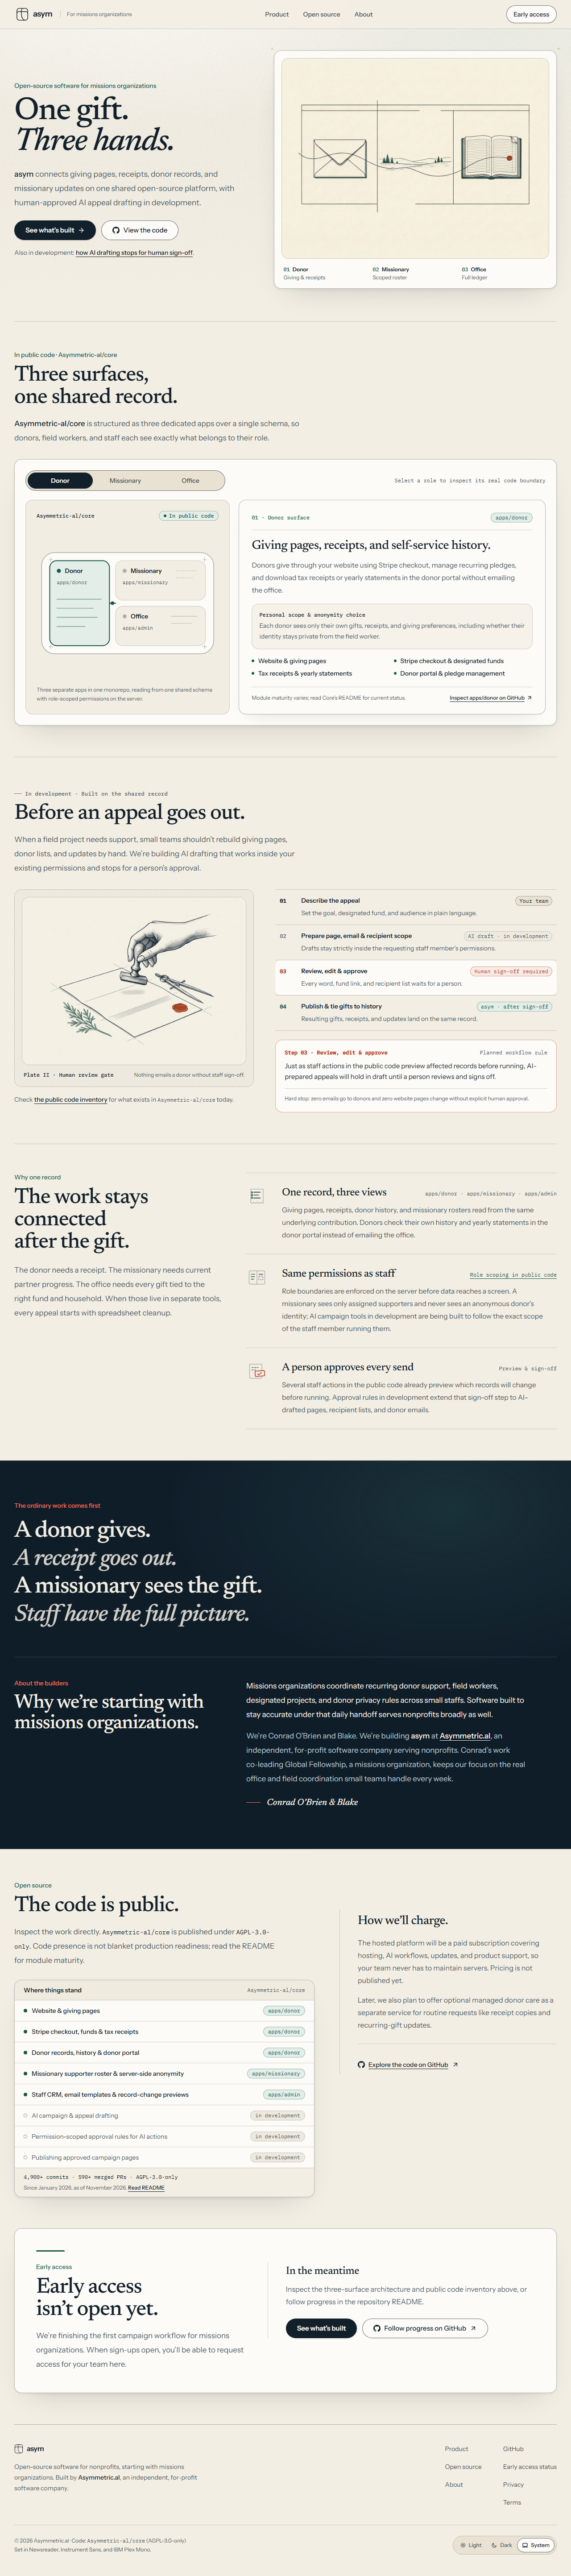 asym
For missions organizations
Product
Open source
About
Early access
Open-source software for missions organizations
One gift.
Three hands.
asym connects giving pages, receipts, donor records, and
missionary updates on one shared open-source platform, with
human-approved AI appeal drafting in development.
See what's built →
View the code
Also in development: how AI drafting stops for human sign-off.
01 Donor
Giving & receipts
02 Missionary
Scoped roster
03 Office
Full ledger
In public code · Asymmetric-al/core
Three surfaces,
one shared record.
Asymmetric-al/core is structured as three dedicated apps over a single schema, so
donors, field workers, and staff each see exactly what belongs to their role.
Donor
Missionary
Office
Select a role to inspect its real code boundary
Asymmetric-al/core
In public code
Donor
apps/donor
Missionary
apps/missionary
Office
apps/admin
Three separate apps in one monorepo, reading from one shared schema
with role-scoped permissions on the server.
01 · Donor surface
apps/donor
Giving pages, receipts, and self-service history.
Donors give through your website using Stripe checkout, manage recurring pledges,
and download tax receipts or yearly statements in the donor portal without emailing
the office.
Personal scope & anonymity choice
Each donor sees only their own gifts, receipts, and giving preferences, including whether their
identity stays private from the field worker.
Website & giving pages
Stripe checkout & designated funds
Tax receipts & yearly statements
Donor portal & pledge management
Module maturity varies; read Core's README for current status.
Inspect apps/donor on GitHub ↗
In development · Built on the shared record
Before an appeal goes out.
When a field project needs support, small teams shouldn't rebuild giving pages,
donor lists, and updates by hand. We're building AI drafting that works inside your
existing permissions and stops for a person's approval.
Plate II · Human review gate
Nothing emails a donor without staff sign-off.
Check the public code inventory for what exists in Asymmetric-al/core today.
01
Describe the appeal
Your team
Set the goal, designated fund, and audience in plain language.
02
Prepare page, email & recipient scope
AI draft · in development
Drafts stay strictly inside the requesting staff member's permissions.
03
Review, edit & approve
Human sign-off required
Every word, fund link, and recipient list waits for a person.
04
Publish & tie gifts to history
asym · after sign-off
Resulting gifts, receipts, and updates land on the same record.
Step 03 · Review, edit & approve
Planned workflow rule
Just as staff actions in the public code preview affected records before running, AI-
prepared appeals will hold in draft until a person reviews and signs off.
Hard stop: zero emails go to donors and zero website pages change without explicit human approval.
Why one record
The work stays
connected
after the gift.
The donor needs a receipt. The missionary needs current
partner progress. The office needs every gift tied to the
right fund and household. When those live in separate tools,
every appeal starts with spreadsheet cleanup.
One record, three views
apps/donor · apps/missionary · apps/admin
Giving pages, receipts, donor history, and missionary rosters read from the same
underlying contribution. Donors check their own history and yearly statements in the
donor portal instead of emailing the office.
Same permissions as staff
Role scoping in public code
Role boundaries are enforced on the server before data reaches a screen. A
missionary sees only assigned supporters and never sees an anonymous donor's
identity; AI campaign tools in development are being built to follow the exact scope
of the staff member running them.
A person approves every send
Preview & sign-off
Several staff actions in the public code already preview which records will change
before running. Approval rules in development extend that sign-off step to AI-
drafted pages, recipient lists, and donor emails.
The ordinary work comes first
A donor gives.
A receipt goes out.
A missionary sees the gift.
Staff have the full picture.
About the builders
Why we're starting with
missions organizations.
Missions organizations coordinate recurring donor support, field workers,
designated projects, and donor privacy rules across small staffs. Software built to
stay accurate under that daily handoff serves nonprofits broadly as well.
We're Conrad O'Brien and Blake. We're building asym at Asymmetric.al, an
independent, for-profit software company serving nonprofits. Conrad's work
co-leading Global Fellowship, a missions organization, keeps our focus on the real
office and field coordination small teams handle every week.
Conrad O'Brien & Blake
Open source
The code is public.
Inspect the work directly. Asymmetric-al/core is published under AGPL-3.0-
only. Code presence is not blanket production readiness; read the README
for module maturity.
Where things stand
Asymmetric-al/core
Website & giving pages
apps/donor
Stripe checkout, funds & tax receipts
apps/donor
Donor records, history & donor portal
apps/donor
Missionary supporter roster & server-side anonymity
apps/missionary
Staff CRM, email templates & record-change previews
apps/admin
AI campaign & appeal drafting
in development
Permission-scoped approval rules for AI actions
in development
Publishing approved campaign pages
in development
4,900+ commits · 590+ merged PRs · AGPL-3.0-only
Since January 2026, as of November 2026. Read README
How we'll charge.
The hosted platform will be a paid subscription covering
hosting, AI workflows, updates, and product support, so
your team never has to maintain servers. Pricing is not
published yet.
Later, we also plan to offer optional managed donor care as a
separate service for routine requests like receipt copies and
recurring-gift updates.
Explore the code on GitHub ↗
Early access
Early access
isn't open yet.
We're finishing the first campaign workflow for missions
organizations. When sign-ups open, you'll be able to request
access for your team here.
In the meantime
Inspect the three-surface architecture and public code inventory above, or
follow progress in the repository README.
See what's built
Follow progress on GitHub ↗
asym
Open-source software for nonprofits, starting with missions
organizations. Built by Asymmetric.al, an independent, for-profit
software company.
Product
GitHub
Open source
Early access status
About
Privacy
Terms
© 2026 Asymmetric.al · Code: Asymmetric-al/core (AGPL-3.0-only)
Set in Newsreader, Instrument Sans, and IBM Plex Mono.
Light
Dark
System